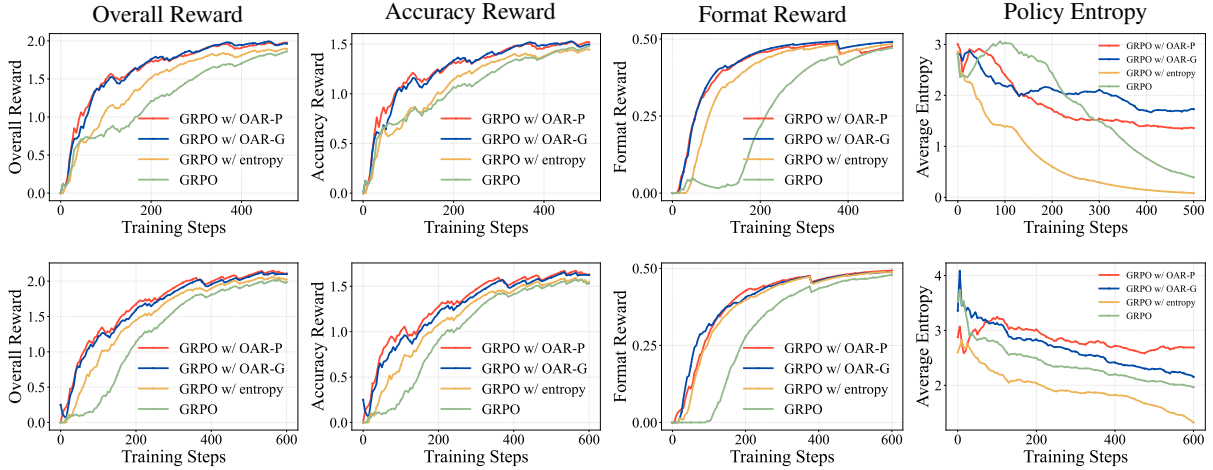 Overall Reward
Accuracy Reward
Format Reward
Policy Entropy
Overall Reward
2.0
1.5
1.0
0.5
0.0
GRPO w/ OAR-P
GRPO w/ OAR-G
GRPO w/ entropy
GRPO
0
200
400
Training Steps
Accuracy Reward
1.5
1.0
0.5
0.0
GRPO w/ OAR-P
GRPO w/ OAR-G
GRPO w/ entropy
GRPO
0
200
400
Training Steps
Format Reward
0.50
0.25
0.00
GRPO w/ OAR-P
GRPO w/ OAR-G
GRPO w/ entropy
GRPO
0
200
400
Training Steps
Average Entropy
3
2
1
0
GRPO w/ OAR-P
GRPO w/ OAR-G
GRPO w/ entropy
GRPO
0
100
200
300
400
500
Training Steps
Overall Reward
2.0
1.5
1.0
0.5
0.0
GRPO w/ OAR-P
GRPO w/ OAR-G
GRPO w/ entropy
GRPO
0
200
400
600
Training Steps
Accuracy Reward
1.5
1.0
0.5
0.0
GRPO w/ OAR-P
GRPO w/ OAR-G
GRPO w/ entropy
GRPO
0
200
400
600
Training Steps
Format Reward
0.50
0.25
0.00
GRPO w/ OAR-P
GRPO w/ OAR-G
GRPO w/ entropy
GRPO
0
200
400
600
Training Steps
Average Entropy
4
3
2
GRPO w/ OAR-P
GRPO w/ OAR-G
GRPO w/ entropy
GRPO
0
100
200
300
400
500
600
Training Steps